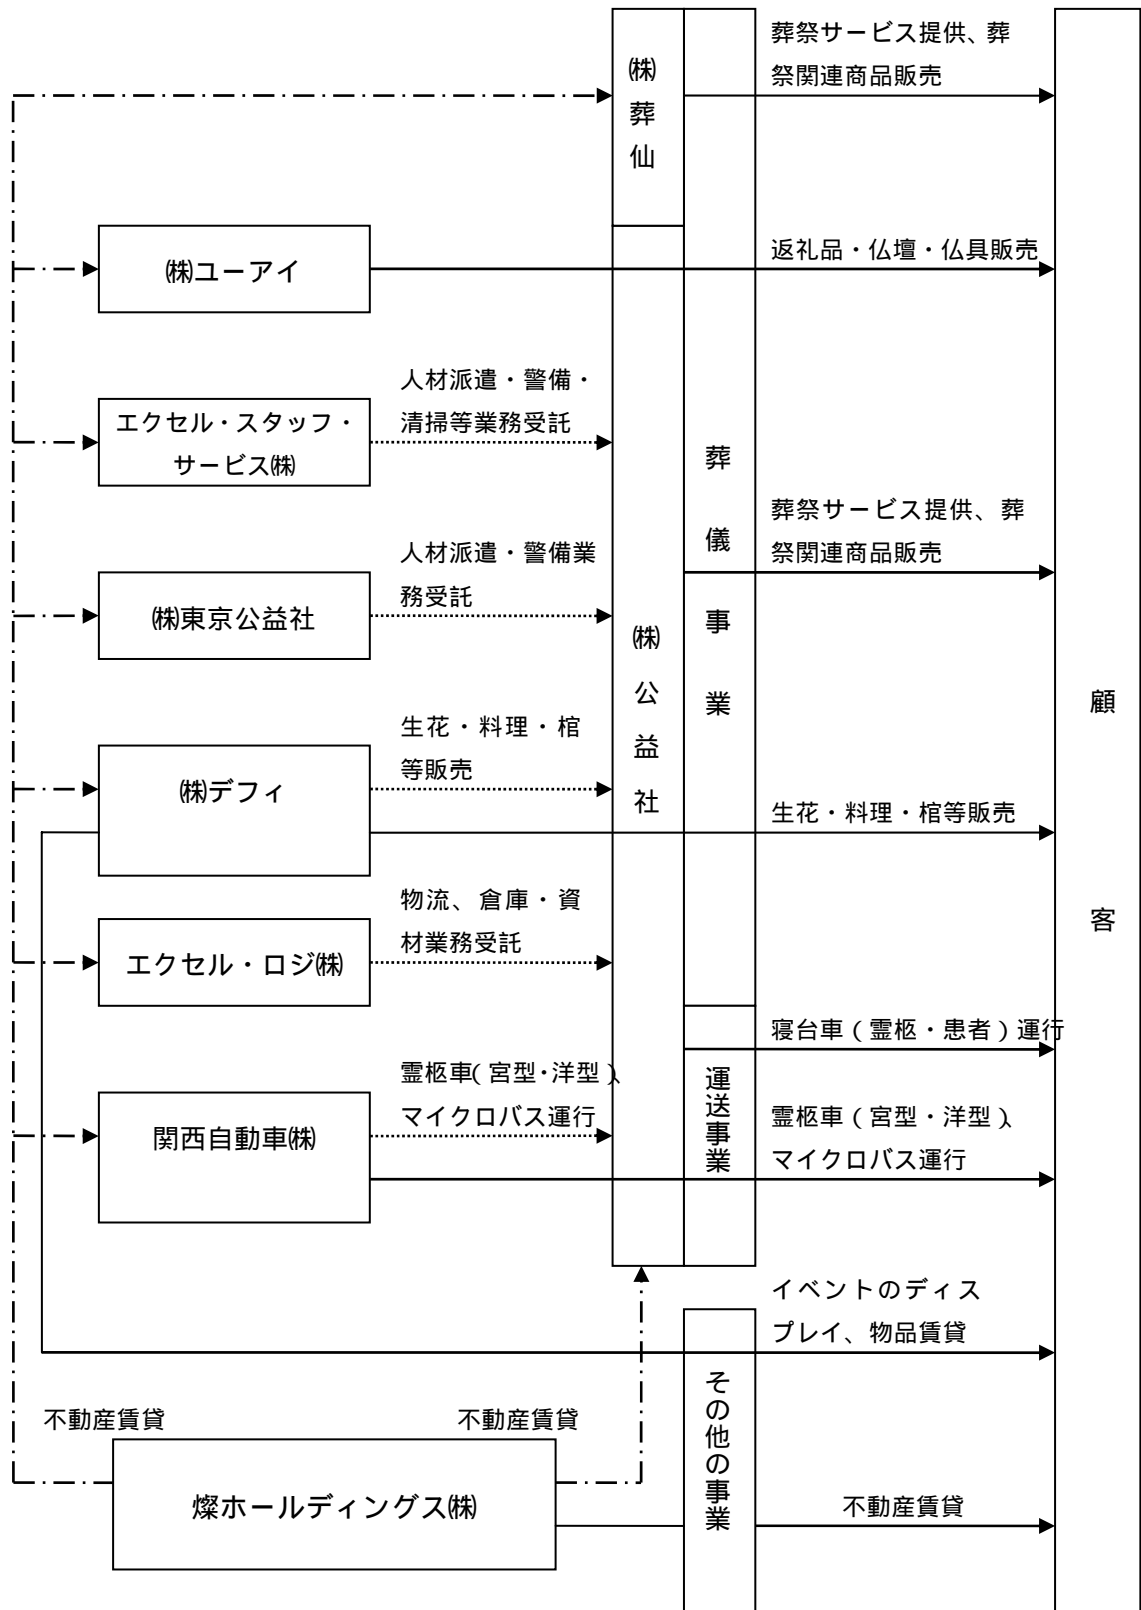 葬祭サービス提供、葬
祭関連商品販売
㈱葬仙
㈱ユーアイ
返礼品・仏壇・仏具販売
人材派遣・警備・
清掃等業務受託
エクセル・スタッフ・
サービス㈱
葬儀事業
葬祭サービス提供、葬
祭関連商品販売
人材派遣・警備業
務受託
㈱東京公益社
㈱公益社
顧客
生花・料理・棺
等販売
㈱デフィ
生花・料理・棺等販売
物流、倉庫・資
材業務受託
エクセル・ロジ㈱
寝台車(霊柩・患者)運行
霊柩車(宮型・洋型)、
マイクロバス運行
関西自動車㈱
運送事業
霊柩車(宮型・洋型)、
マイクロバス運行
イベントのディス
プレイ、物品賃貸
その他の事業
不動産賃貸
不動産賃貸
燦ホールディングス㈱
不動産賃貸